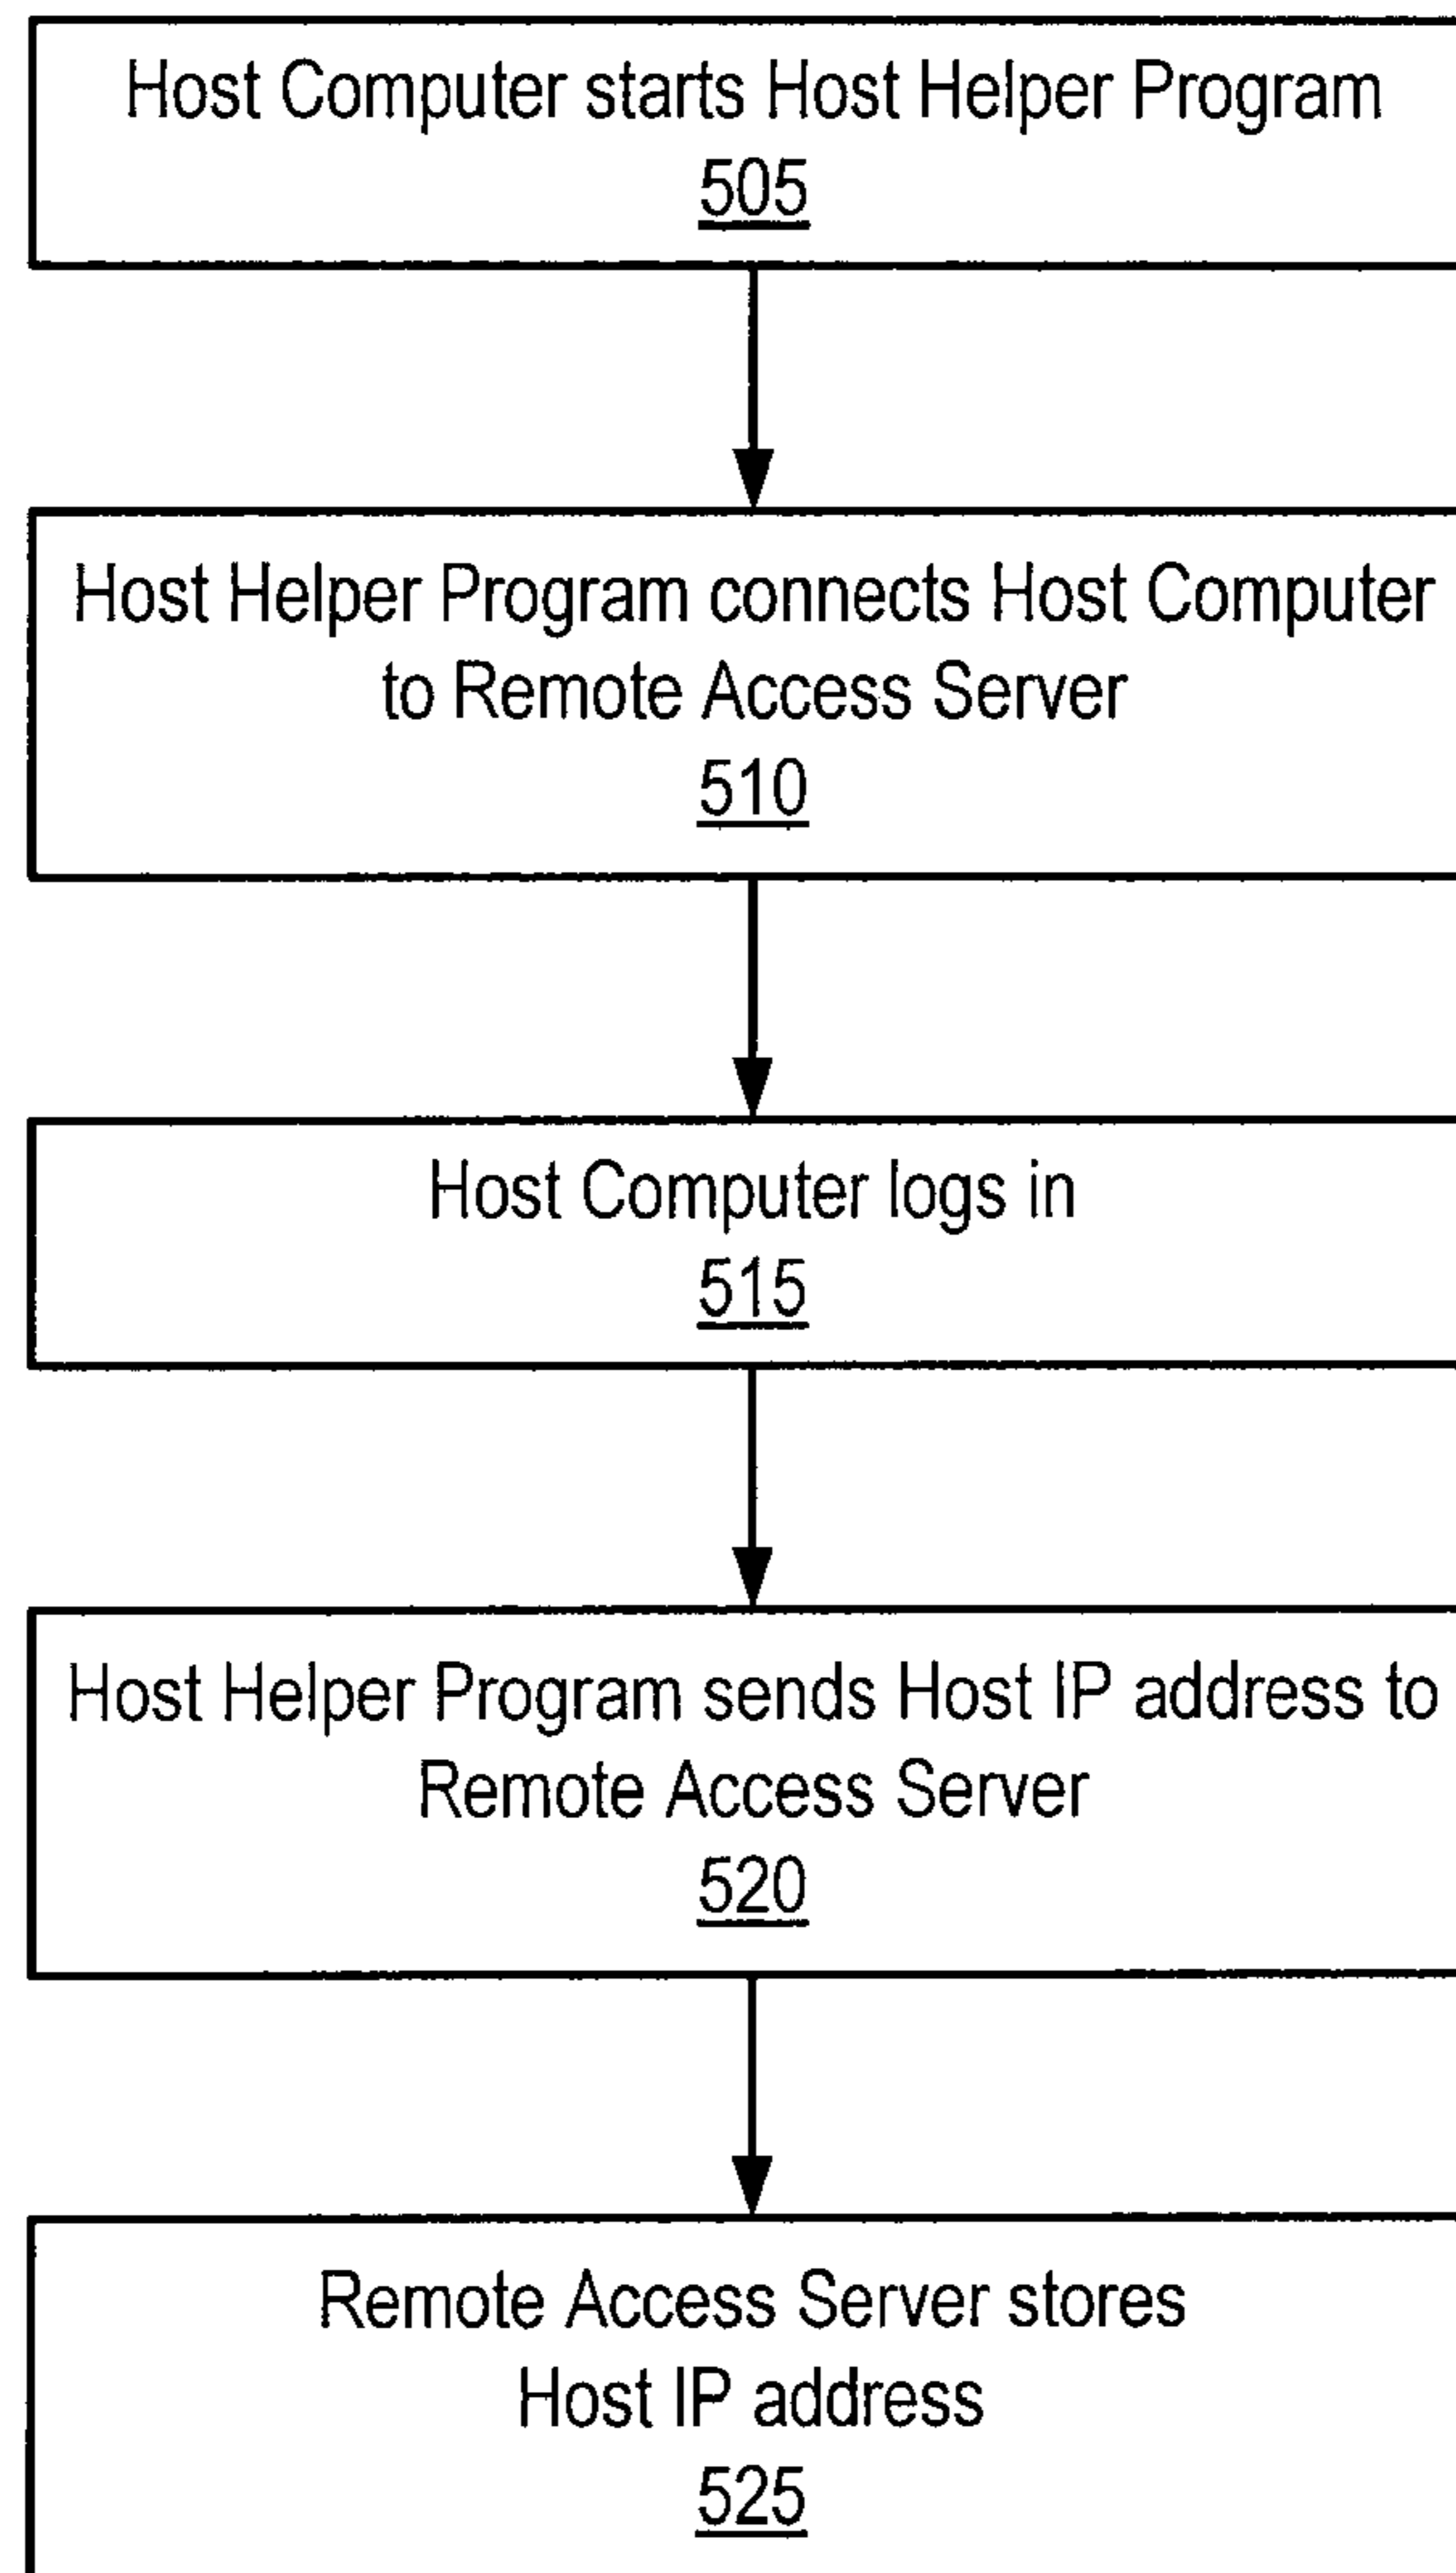 Host Computer starts Host Helper Program
505
Host Helper Program connects Host Computer
to Remote Access Server
510
Host Computer logs in
515
Host Helper Program sends Host IP address to
Remote Access Server
520
Remote Access Server stores
Host IP address
525